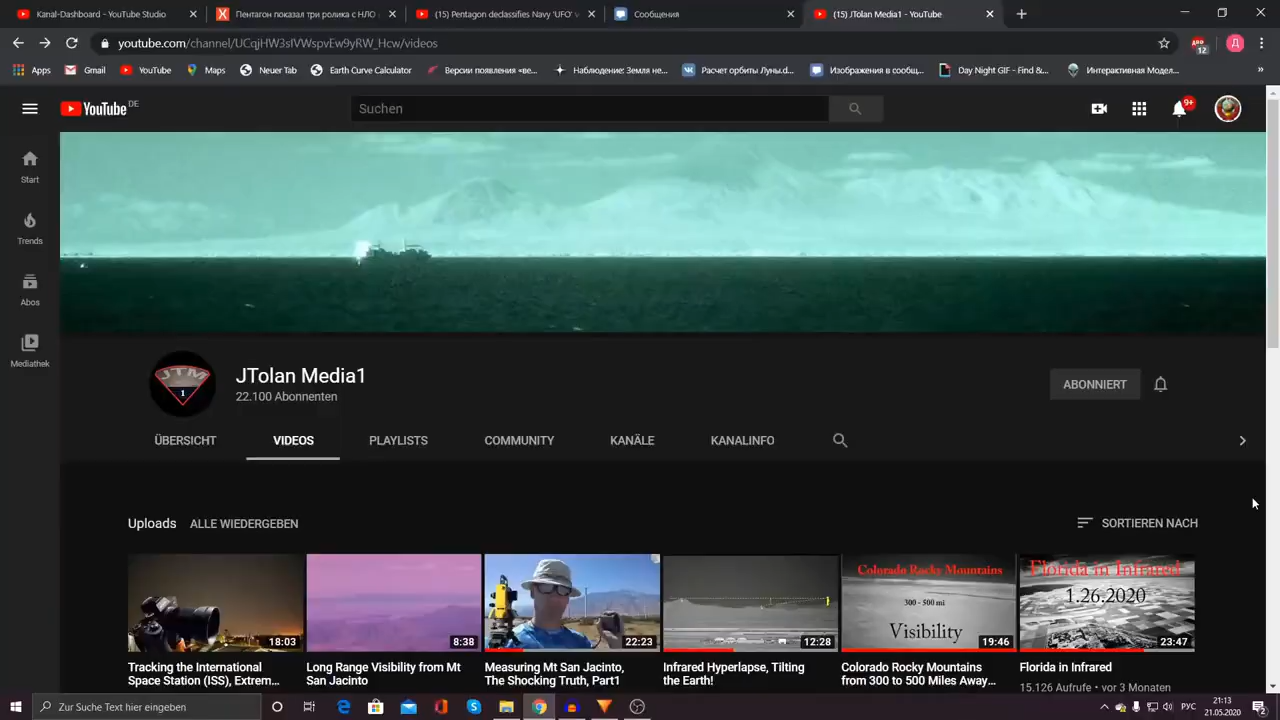 Kanal-Dashboard - YouTube Studio
Пентагон показал три ролика с НЛО
(15) Pentagon declassifies Navy 'UFO' v
Сообщения
(15) JTolan Media1 - YouTube
youtube.com/channel/UCqjHW3sIVWspvEw9yRW_Hcw/videos
12
Д
Apps
Gmail
YouTube
Maps
Neuer Tab
Earth Curve Calculator
Версии появления «ве...
Наблюдение: Земля не...
Расчет орбиты Луны.d...
Изображения в сообщ...
Day Night GIF - Find &...
Интерактивная Модел...
»
YouTube DE
Suchen
9+
Start
Trends
Abos
Mediathek
JTM
1
JTolan Media1
22.100 Abonnenten
ABONNIERT
ÜBERSICHT
VIDEOS
PLAYLISTS
COMMUNITY
KANÄLE
KANALINFO
Uploads
ALLE WIEDERGEBEN
SORTIEREN NACH
18:03
8:38
22:23
12:28
Colorado Rocky Mountains
300 - 500 mi
Visibility
19:46
Florida in Infrared
1.26.2020
23:47
Tracking the International
Space Station (ISS), Extrem...
Long Range Visibility from Mt
San Jacinto
Measuring Mt San Jacinto,
The Shocking Truth, Part1
Infrared Hyperlapse, Tilting
the Earth!
Colorado Rocky Mountains
from 300 to 500 Miles Away...
Florida in Infrared
15.126 Aufrufe • vor 3 Monaten
Zur Suche Text hier eingeben
РУС
21:13
21.05.2020
2